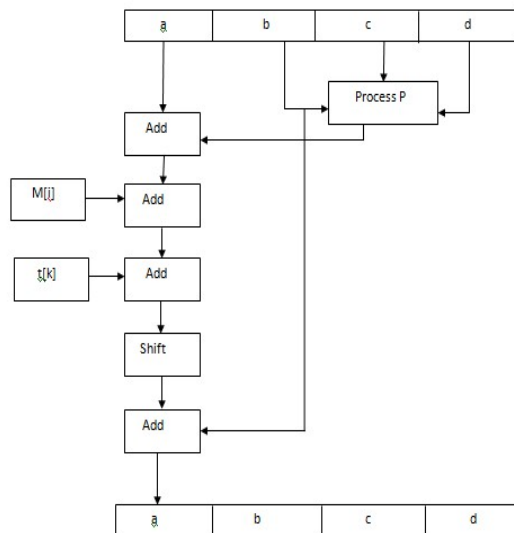 a b c d
Process P
Add
M[i]
Add
t[k]
Add
Shift
Add
a b c d